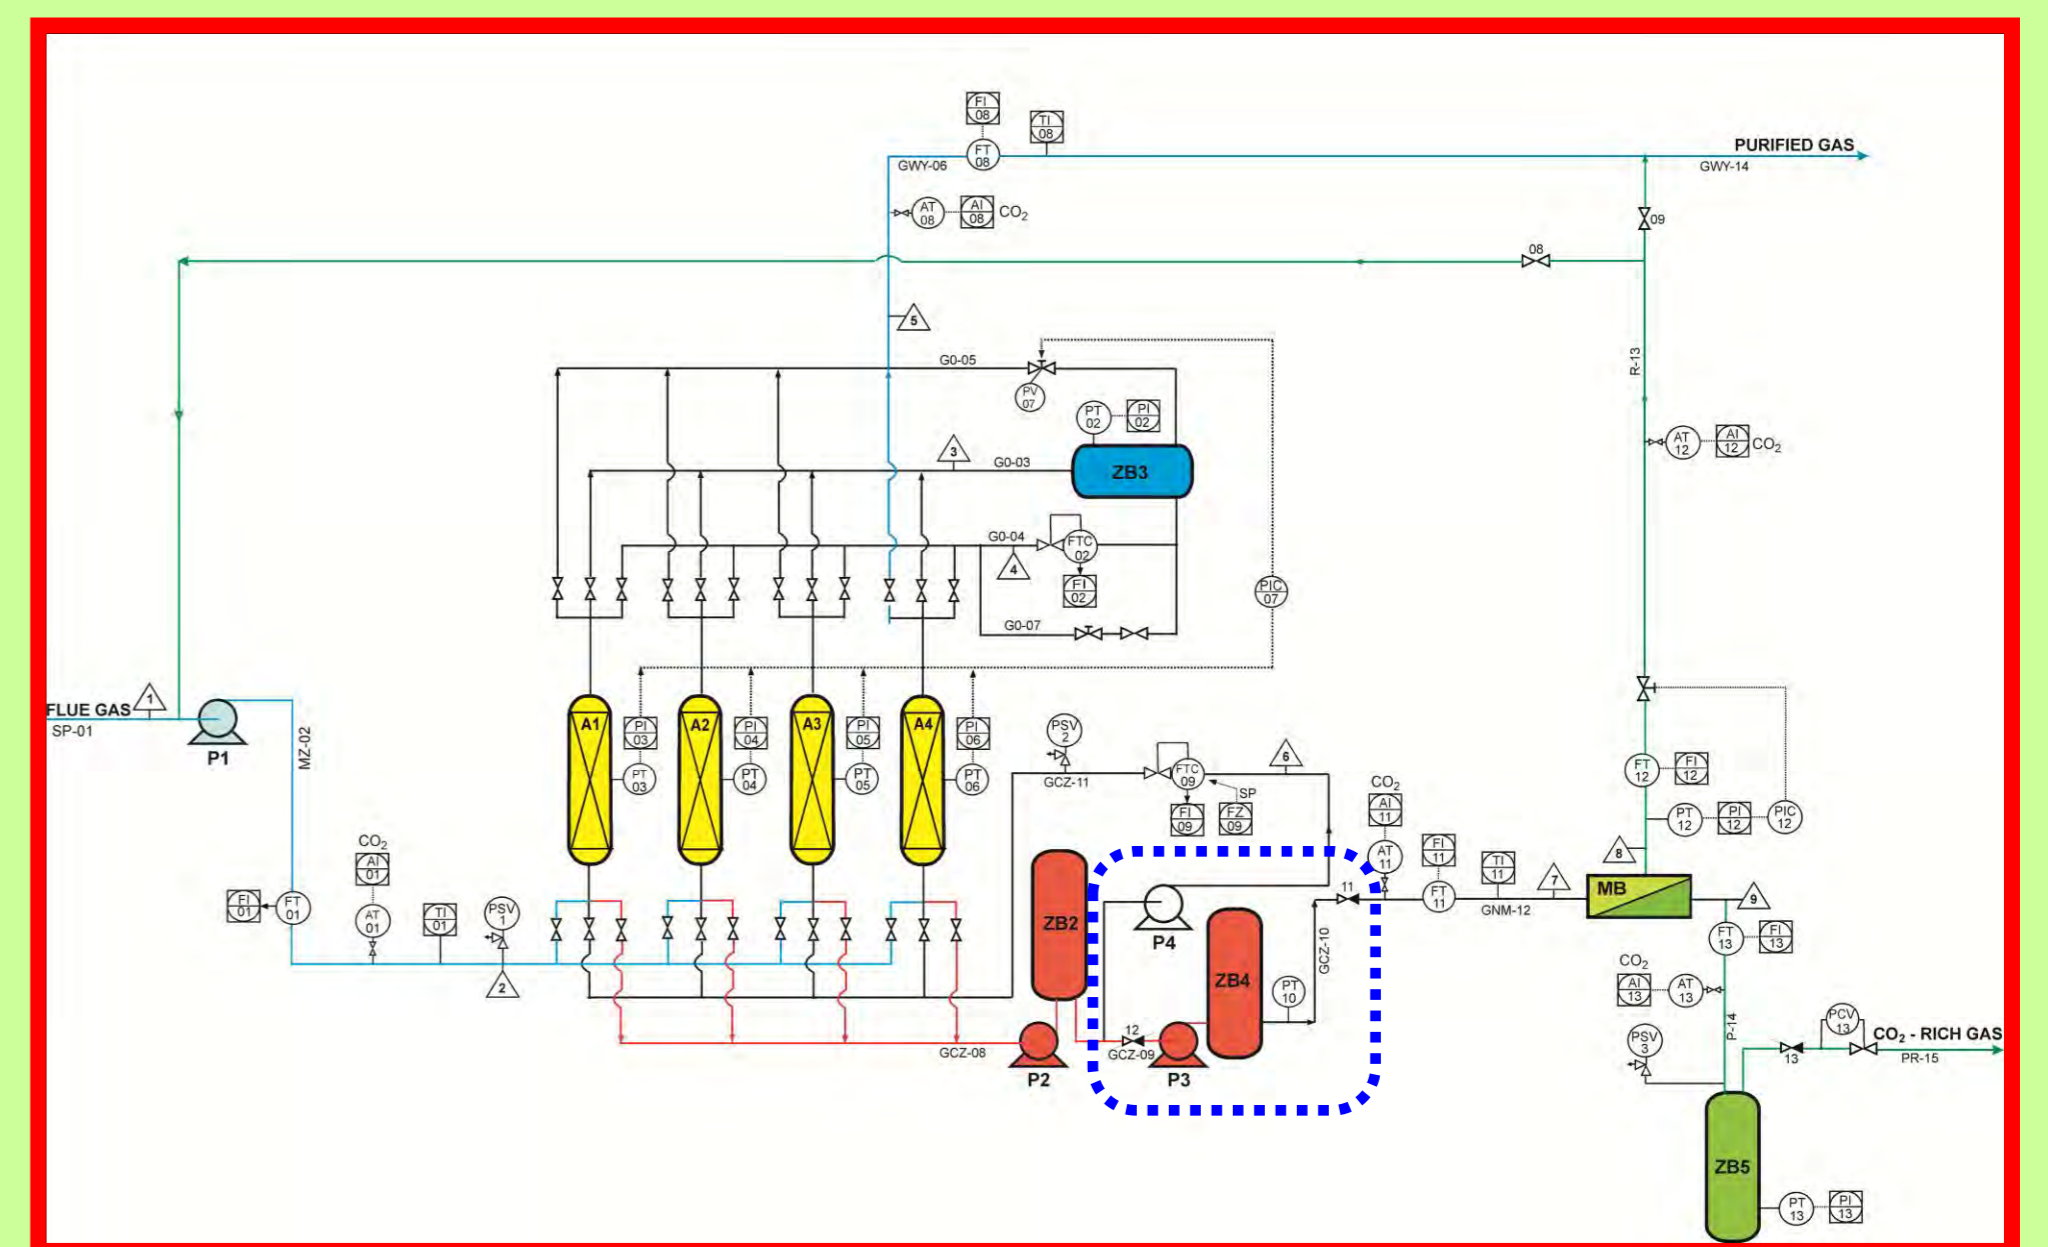 FI
08
TI
08
FT
08
GWY-06
PURIFIED GAS
GWY-14
AT
08
AI
08
CO2
09
08
5
R-13
G0-05
PV
07
PT
02
PI
02
AT
12
AI
12
CO2
3
G0-03
ZB3
G0-04
FTC
02
4
FI
02
PIC
07
G0-07
FLUE GAS
1
SP-01
P1
MZ-02
A1
PI
03
PT
03
A2
PI
04
PT
04
A3
PI
05
PT
05
A4
PI
06
PT
06
PSV
2
GCZ-11
FTC
09
SP
FI
09
FZ
09
6
CO2
AI
11
AT
11
FI
11
FT
11
TI
11
7
GNM-12
FT
12
FI
12
PT
12
PI
12
PIC
12
8
MB
9
FT
13
FI
13
CO2
AI
01
FI
01
FT
01
AT
01
TI
01
PSV
1
2
ZB2
P4
ZB4
11
GCZ-10
PT
10
12
GCZ-09
GCZ-08
P2
P3
CO2
AI
13
AT
13
P-14
PSV
3
PCV
13
13
CO2 - RICH GAS
PR-15
ZB5
PT
13
PI
13